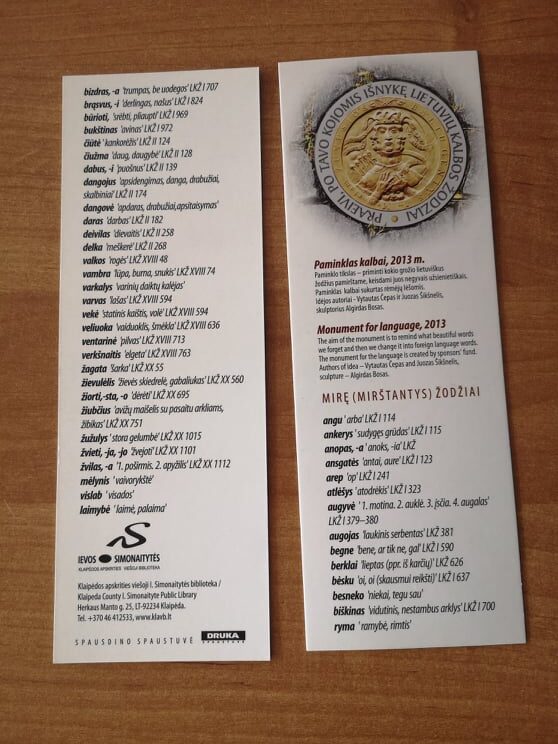 bizdras, -a 'trumpas, be uodegos' LKŽ I 707
brąsvus, -i 'derlingas, našus' LKŽ I 824
būrioti, 'srėbti, pliaupti' LKŽ I 969
bukštinas 'avinas' LKŽ I 972
čiūtė 'kankorėžis' LKŽ II 124
čiužma 'daug, daugybė' LKŽ II 128
dabus, -i 'puošnus' LKŽ II 139
dangojus 'apsidengimas, danga, drabužiai,
skalbiniai' LKŽ II 174
dangovė 'apdaras, drabužiai,apsitaisymas'
daras 'darbas' LKŽ II 182
deivilas 'dievaitis' LKŽ II 258
delka 'meškerė' LKŽ II 268
valkos 'rogės' LKŽ XVIII 48
vambra 'lūpa, burna, snukis' LKŽ XVIII 74
varkalys 'varinių daiktų kalėjas'
varvas 'lašas' LKŽ XVIII 594
vekė 'statinis kaištis, volė' LKŽ XVIII 594
veliuoka 'vaiduoklis, šmėkla' LKŽ XVIII 636
ventarinė 'pilvas' LKŽ XVIII 713
verkšnaitis 'elgeta' LKŽ XVIII 763
žagata 'šarka' LKŽ XX 55
žievulėlis 'žievės skiedrelė, gabaliukas' LKŽ XX 560
žiorti,-sta, -o 'dėrėti' LKŽ XX 695
žiubčius 'avižų maišelis su pasaitu arkliams,
žibikas' LKŽ XX 751
žužulys 'stora gelumbė' LKŽ XX 1015
žvieti, -ja, -jo 'žvejoti' LKŽ XX 1101
žvilas, -a '1. poširmis. 2. apyžilis' LKŽ XX 1112
mėlynis 'vaivorykštė'
vislab 'visados'
laimybė 'laimė, palaima'
IEVOS SIMONAITYTĖS
KLAIPĖDOS APSKRITIES VIEŠOJI BIBLIOTEKA
Klaipėdos apskrities viešoji I. Simonaitytės biblioteka /
Klaipeda County I. Simonaityte Public Library
Herkaus Manto g. 25, LT-92234 Klaipėda.
Tel. +370 46 412533, www.klavb.lt
SPAUSDINO SPAUSTUVĖ DRUKA
SPAUSTUVĖ
PRAEIVI, PO TAVO KOJOMIS IŠNYKĘ LIETUVIŲ KALBOS ŽODŽIAI
Paminklas kalbai, 2013 m.
Paminklo tikslas – priminti kokio grožio lietuviškus
žodžius pamirštame, keisdami juos negyvais užsienietiškais.
Paminklas kalbai sukurtas rėmėjų lėšomis.
Idėjos autoriai - Vytautas Čepas ir Juozas Šikšnelis,
skulptorius Algirdas Bosas.
Monument for language, 2013
The aim of the monument is to remind what beautiful words
we forget and then we change it into foreign language words.
The monument for the language is created by sponsors' fund.
Authors of idea – Vytautas Čepas and Juozas Šikšnelis,
sculpture – Algirdas Bosas.
MIRĘ (MIRŠTANTYS) ŽODŽIAI
angu 'arba' LKŽ I 114
ankerys 'sudygęs grūdas' LKŽ I 115
anopas, -a 'anoks, -ia' LKŽ
ansgatės 'antai, aure' LKŽ I 123
arep 'op' LKŽ I 241
atlėšys 'atodrėkis' LKŽ I 323
augyvė '1. motina. 2. auklė. 3. įsčia. 4. augalas'
LKŽ I 379–380
augojas 'laukinis serbentas' LKŽ 381
begne 'bene, ar tik ne, gal' LKŽ I 590
berklai 'lieptas (ppr. iš karčių)' LKŽ 626
bėsku 'oi, oi (skausmui reikšti)' LKŽ I 637
besneko 'niekai, tegu sau'
biškinas 'vidutinis, nestambus arklys' LKŽ I 700
ryma 'ramybė, rimtis'